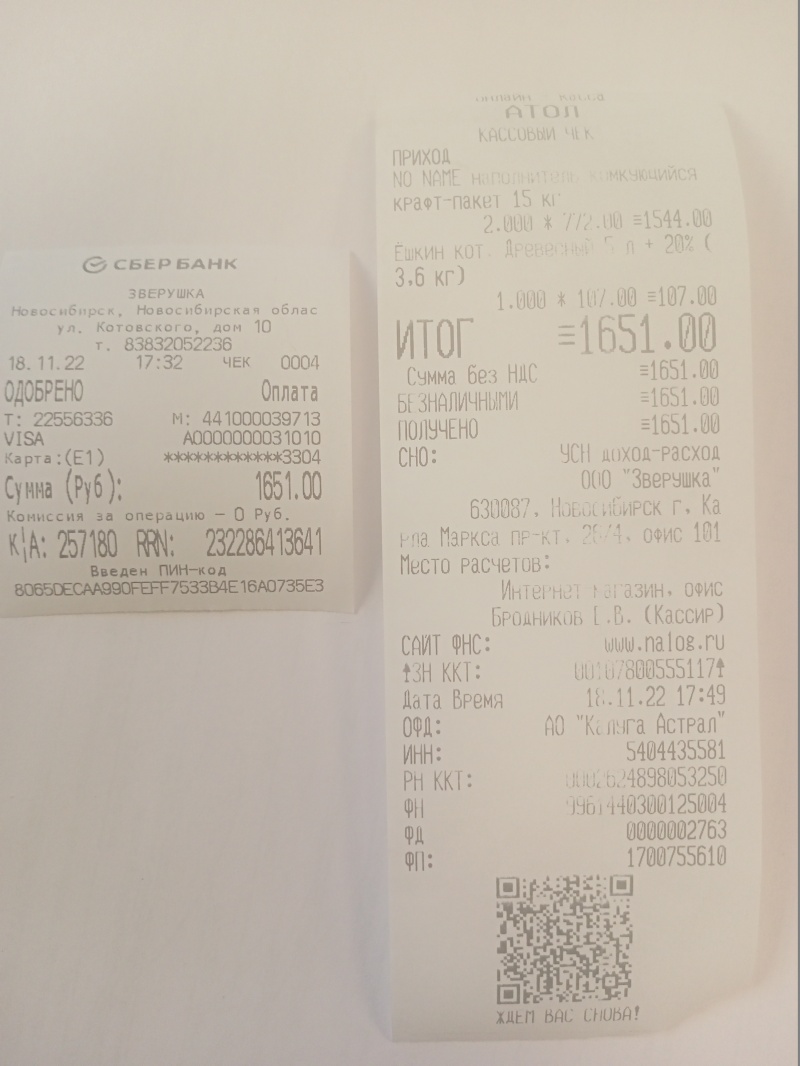 СБЕРБАНК
ЗВЕРУШКА
Новосибирск, Новосибирская облас
ул. Котовского, дом 10
т. 83832052236
18.11.22 17:32 ЧЕК 0004
ОДОБРЕНО Оплата
Т: 22556336 М: 441000039713
VISA A0000000031010
Карта:(E1) ************3304
Сумма (Руб): 1651.00
Комиссия за операцию – 0 Руб.
К/А: 257180 RRN: 232286413641
Введен ПИН-код
8065DECAA990FEFF7533B4E16A0735E3
ОНЛАЙН КАССА
АТОЛ
КАССОВЫЙ ЧЕК
ПРИХОД
NO NAME наполнитель комкующийся
крафт-пакет 15 кг
2.000 * 772.00 ≡1544.00
Ёшкин кот. Древесный 5 л + 20% (
3,6 кг)
1.000 * 107.00 ≡107.00
ИТОГ ≡1651.00
Сумма без НДС ≡1651.00
БЕЗНАЛИЧНЫМИ ≡1651.00
ПОЛУЧЕНО ≡1651.00
СНО: УСН доход-расход
ООО "Зверушка"
630087, Новосибирск г, Ка
рла Маркса пр-кт, офис 101
Место расчетов:
Интернет магазин, офис
Бродников В. (Кассир)
САЙТ ФНС: www.nalog.ru
ЗН ККТ: 00107800555117
Дата Время 18.11.22 17:49
ОФД: АО "Калуга Астрал"
ИНН: 5404435581
РН ККТ: 0002624898053250
ФН 9961440300125004
ФД 0000002763
ФП: 1700755610
ЖДЕМ ВАС СНОВА!